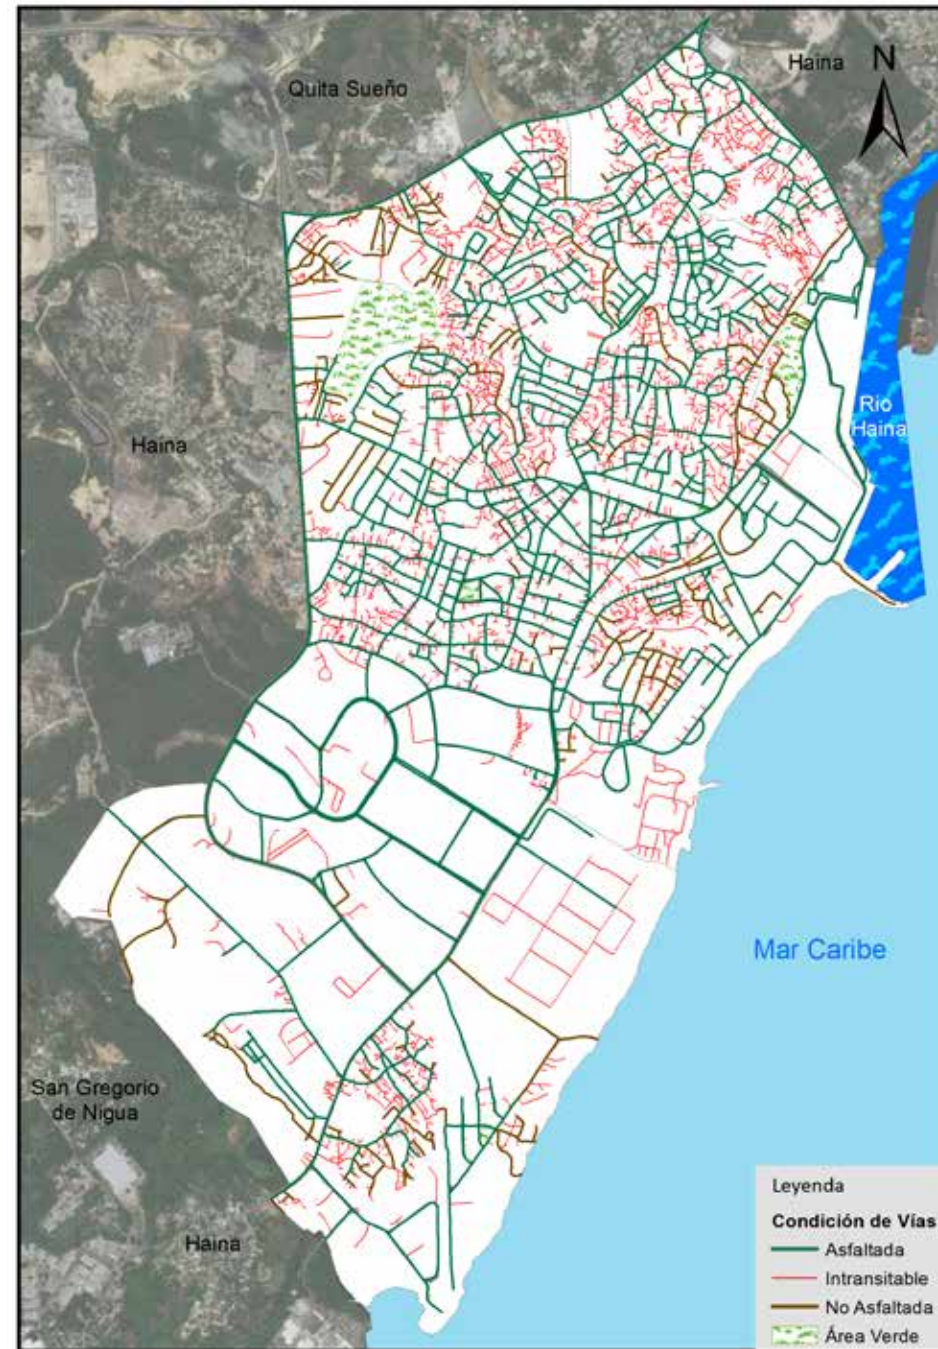 Haina
N
Quita Sueño
Rio
Haina
Haina
Mar Caribe
San Gregorio
de Nigua
Haina
Leyenda
Condición de Vías
Asfaltada
Intransitable
No Asfaltada
Área Verde